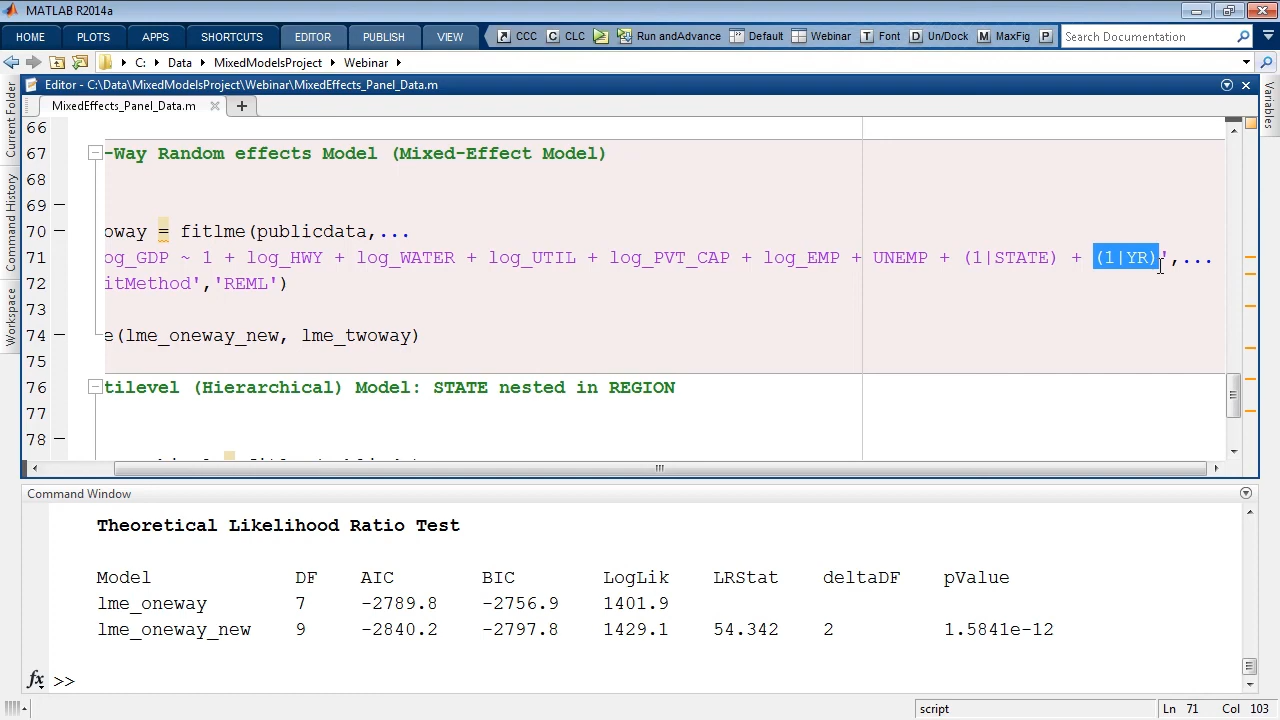 MATLAB R2014a
HOME PLOTS APPS SHORTCUTS EDITOR PUBLISH VIEW CCC CLC Run andAdvance Default Webinar Font Un/Dock MaxFig Search Documentation
C: Data MixedModelsProject Webinar
Editor - C:\Data\MixedModelsProject\Webinar\MixedEffects_Panel_Data.m
MixedEffects_Panel_Data.m
Current Folder
Command History
Workspace
Variables
66
67 -Way Random effects Model (Mixed-Effect Model)
68
69
70 oway = fitlme(publicdata,...
71 og_GDP ~ 1 + log_HWY + log_WATER + log_UTIL + log_PVT_CAP + log_EMP + UNEMP + (1|STATE) + (1|YR)',...
72 itMethod','REML')
73
74 e(lme_oneway_new, lme_twoway)
75
76 tilevel (Hierarchical) Model: STATE nested in REGION
77
78
Command Window
Theoretical Likelihood Ratio Test
Model DF AIC BIC LogLik LRStat deltaDF pValue
lme_oneway 7 -2789.8 -2756.9 1401.9
lme_oneway_new 9 -2840.2 -2797.8 1429.1 54.342 2 1.5841e-12
fx >>
script Ln 71 Col 103